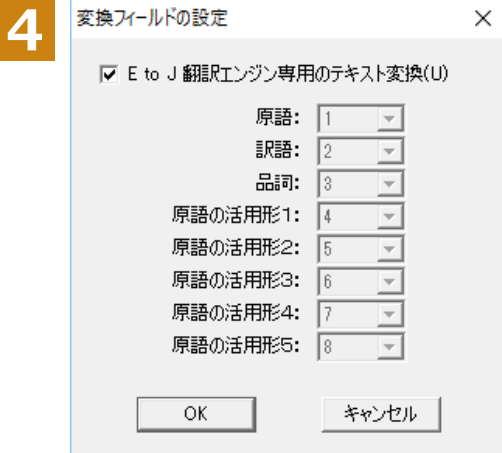 4
変換フィールドの設定
E to J 翻訳エンジン専用のテキスト変換(U)
原語: 1
訳語: 2
品詞: 3
原語の活用形1: 4
原語の活用形2: 5
原語の活用形3: 6
原語の活用形4: 7
原語の活用形5: 8
OK キャンセル